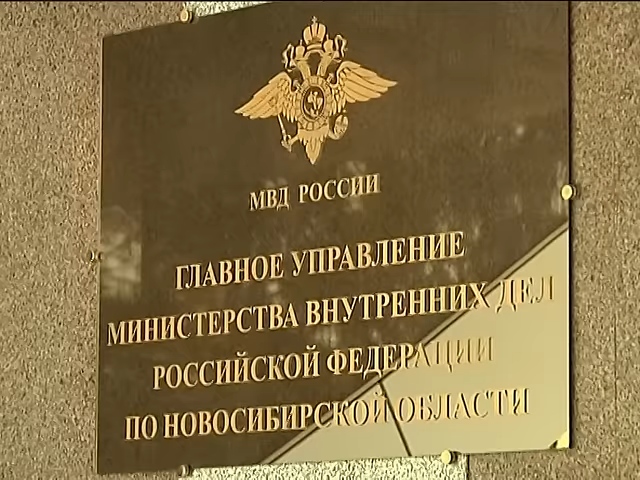 МВД РОССИИ
ГЛАВНОЕ УПРАВЛЕНИЕ
МИНИСТЕРСТВА ВНУТРЕННИХ ДЕЛ
РОССИЙСКОЙ ФЕДЕРАЦИИ
ПО НОВОСИБИРСКОЙ ОБЛАСТИ